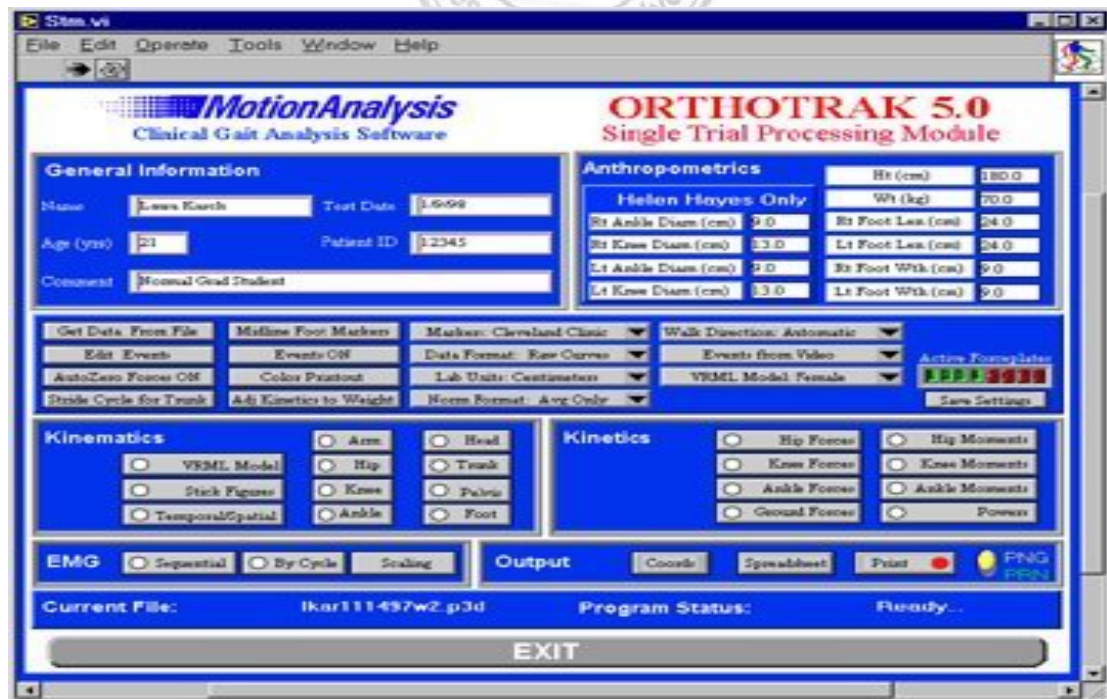 Stm.vi
File Edit Operate Tools Window Help
MotionAnalysis
Clinical Gait Analysis Software
ORTHOTRAK 5.0
Single Trial Processing Module
General Information
Name
Test Date
Age (yrs) 21
Patient ID 12345
Comment Normal Grad Student
Anthropometrics
Helen Hayes Only
Rt Ankle Diam (cm) 9.0
Rt Knee Diam (cm) 13.0
Lt Ankle Diam (cm) 9.0
Lt Knee Diam (cm) 13.0
Ht (cm) 180.0
Wt (kg) 70.0
Rt Foot Len (cm) 24.0
Lt Foot Len (cm) 24.0
Rt Foot Wth (cm) 9.0
Lt Foot Wth (cm) 9.0
Get Data From File Midline Foot Markers Markers: Cleveland Clinic Walk Direction: Automatic
Edit Events Events ON Data Format: Raw Curves Events from Video Active Forceplates
AutoZero Forces ON Color Printout Lab Units: Centimeters VRML Model: Female
Stride Cycle for Trunk Adj Kinetics to Weight Norm Format: Avg Only Save Settings
Kinematics
Arm Head
VRML Model Hip Trunk
Stick Figures Knee Pelvis
Temporal/Spatial Ankle Foot
Kinetics
Hip Forces Hip Moments
Knee Forces Knee Moments
Ankle Forces Ankle Moments
Ground Forces Powers
EMG Sequential By Cycle Scaling
Output Coords Spreadsheet Print PNG
PRN
Current File: lkar111497w2.p3d Program Status: Ready...
EXIT